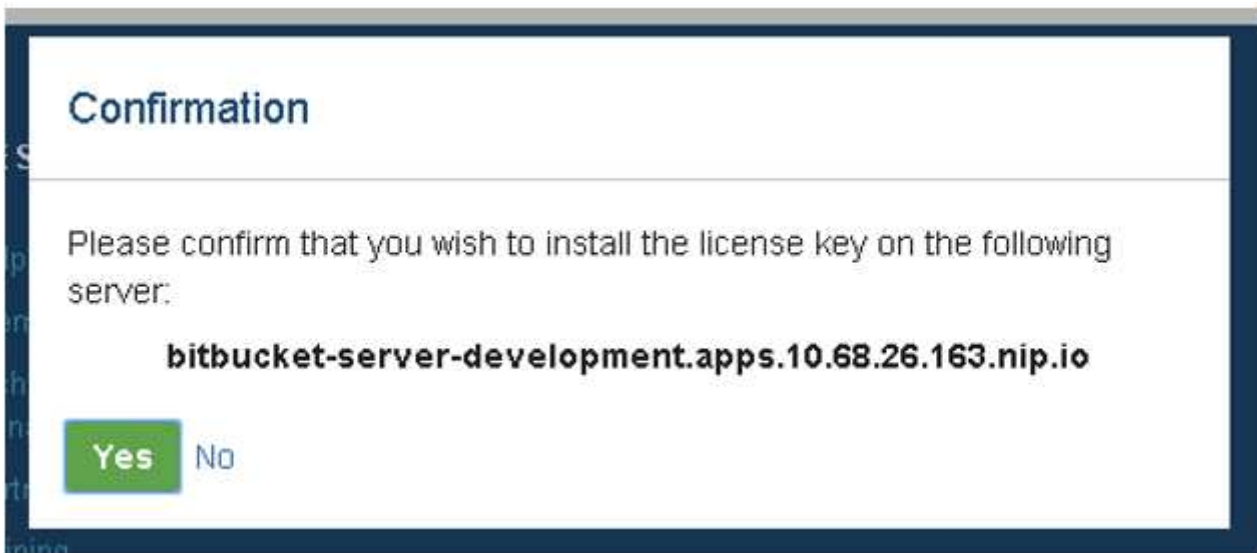 Confirmation
Please confirm that you wish to install the license key on the following
server:
bitbucket-server-development.apps.10.68.26.163.nip.io
Yes No